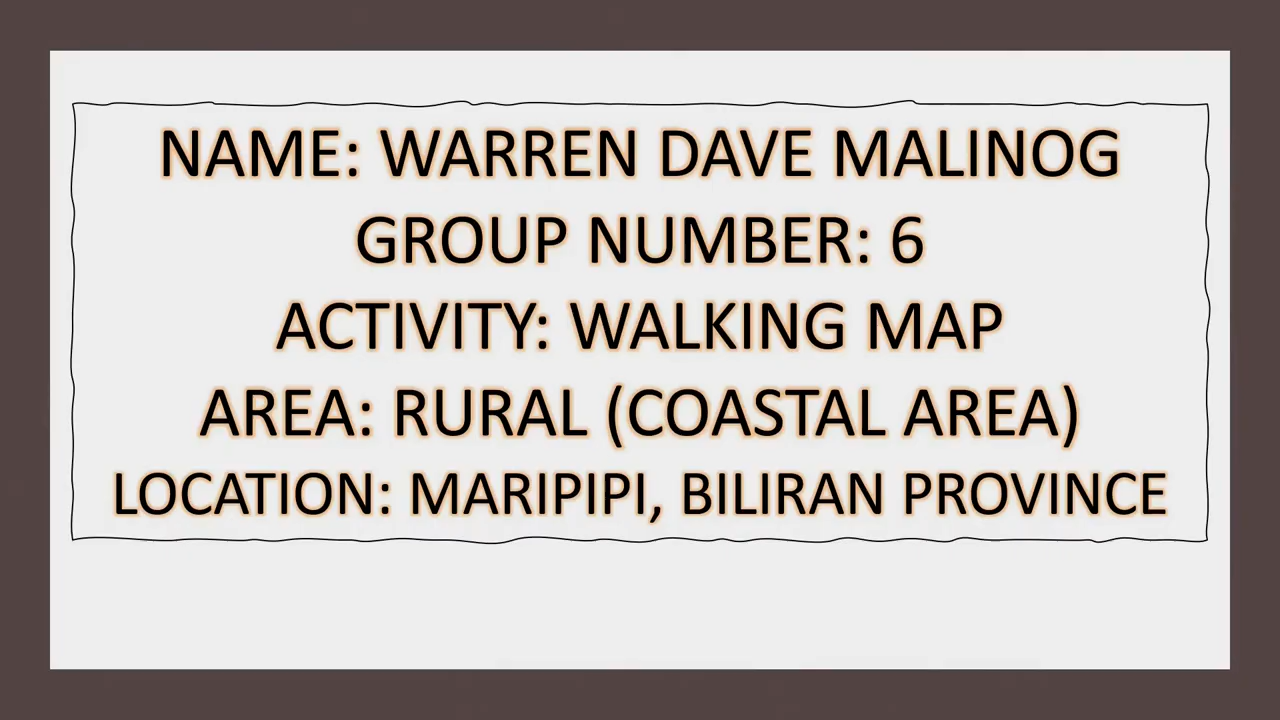 NAME: WARREN DAVE MALINOG
GROUP NUMBER: 6
ACTIVITY: WALKING MAP
AREA: RURAL (COASTAL AREA)
LOCATION: MARIPIPI, BILIRAN PROVINCE